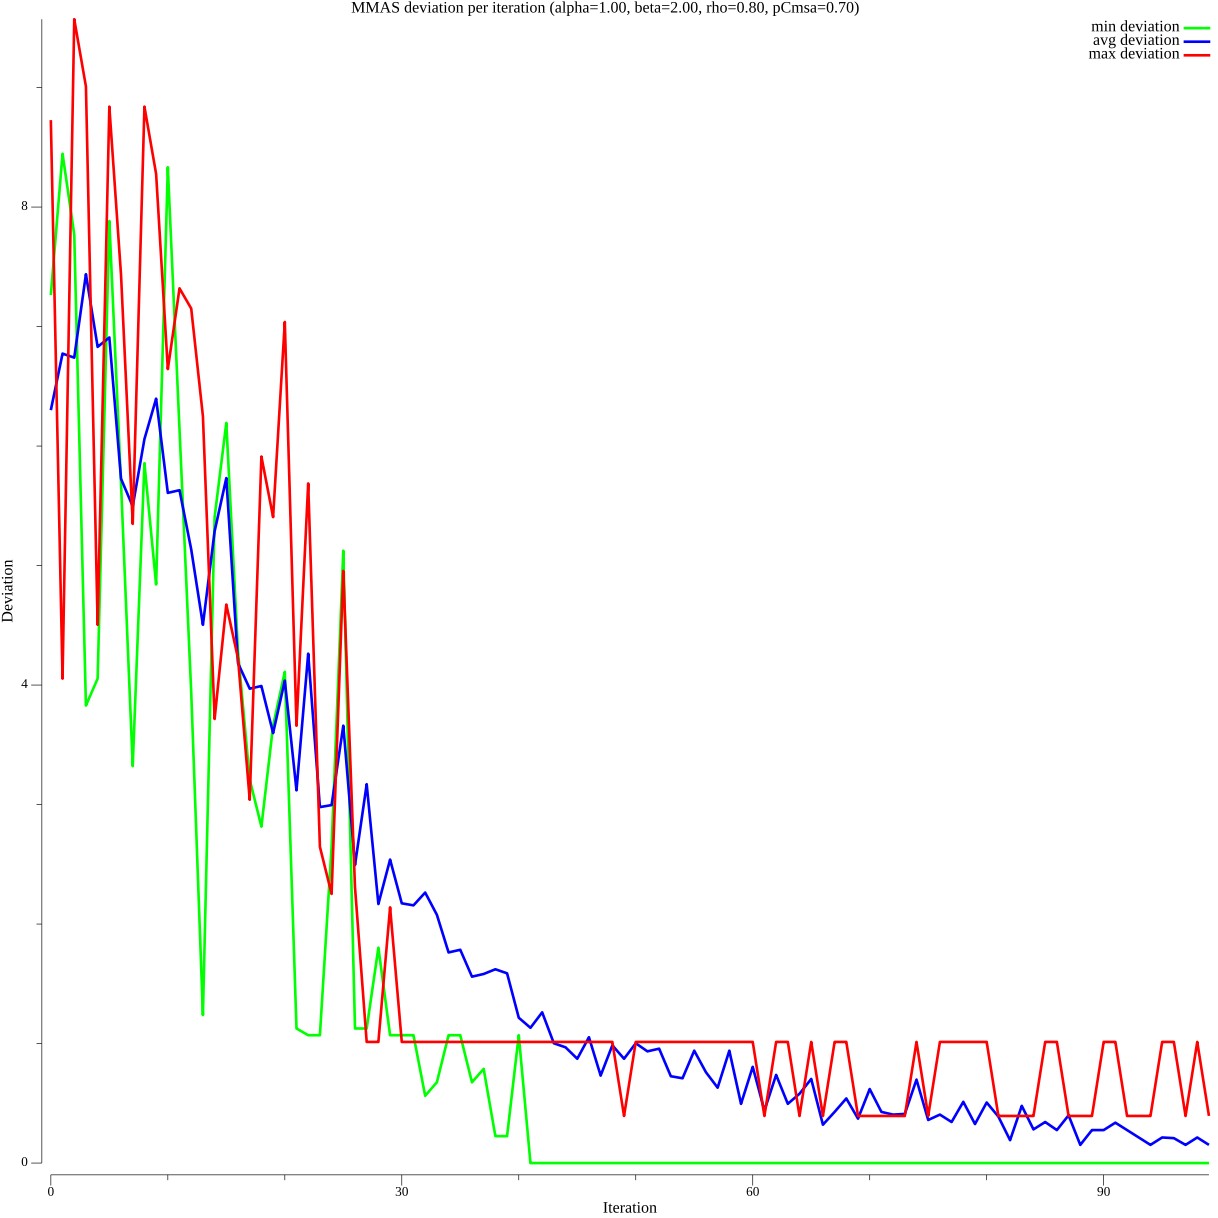 MMAS deviation per iteration (alpha=1.00, beta=2.00, rho=0.80, pCmsa=0.70)
min deviation
avg deviation
max deviation
8
4
0
Deviation
0 30 60 90
Iteration